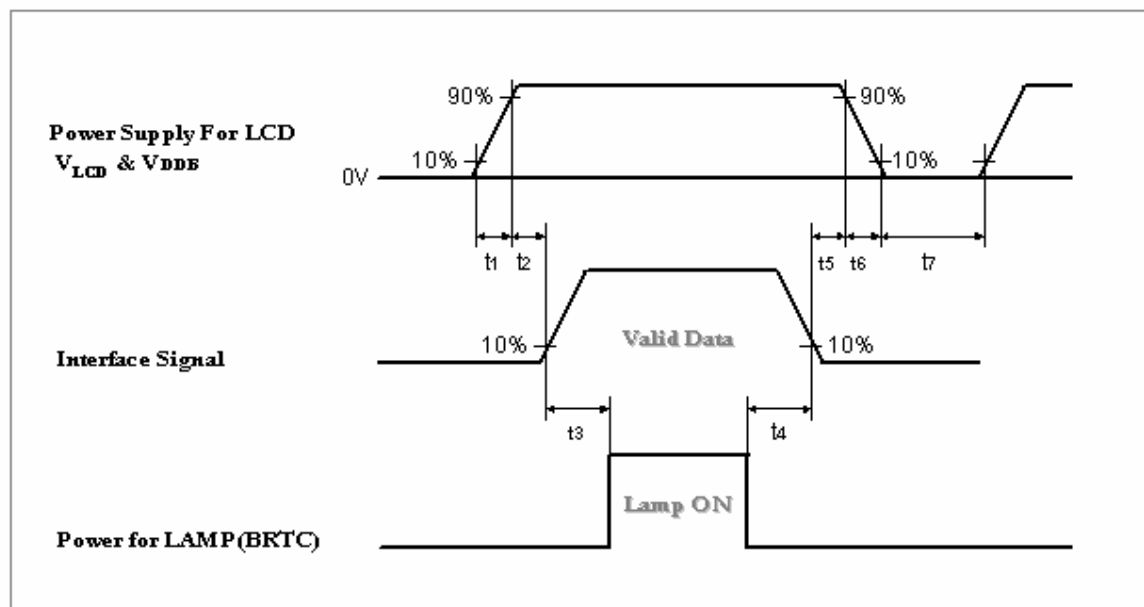 90%
90%
Power Supply For LCD
V_LCD & VDDB
10%
10%
0V
t1
t2
t5
t6
t7
Valid Data
10%
10%
Interface Signal
t3
t4
Lamp ON
Power for LAMP(BRTC)